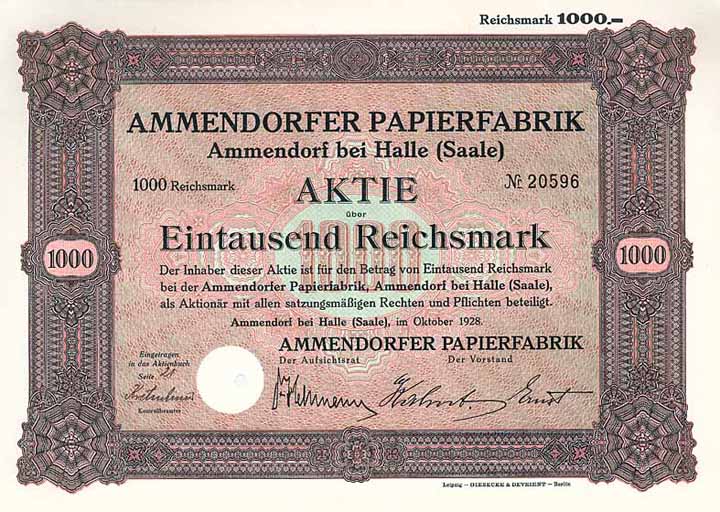 Reichsmark 1000.–
AMMENDORFER PAPIERFABRIK
Ammendorf bei Halle (Saale)
1000 Reichsmark AKTIE № 20596
über
Eintausend Reichsmark
1000
1000
Der Inhaber dieser Aktie ist für den Betrag von Eintausend Reichsmark
bei der Ammendorfer Papierfabrik, Ammendorf bei Halle (Saale),
als Aktionär mit allen satzungsmäßigen Rechten und Pflichten beteiligt.
Ammendorf bei Halle (Saale), im Oktober 1928.
AMMENDORFER PAPIERFABRIK
Der Aufsichtsrat Der Vorstand
Eingetragen
in das Aktienbuch
Seite
Kontrollbeamter
Leipzig – GIESECKE & DEVRIENT – Berlin